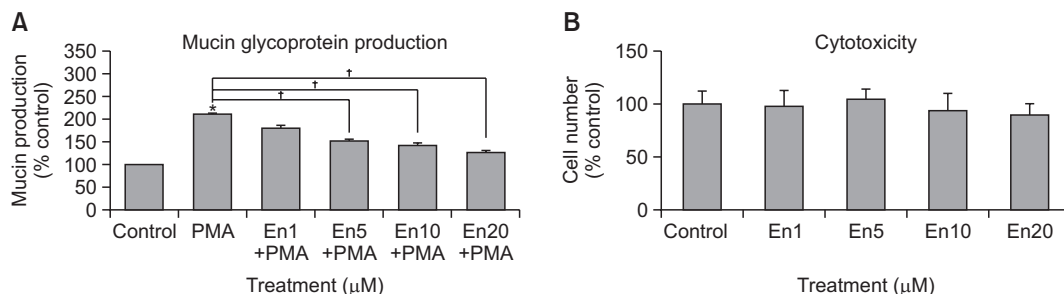 A
Mucin glycoprotein production
Mucin production
(% control)
350
300
250
200
150
100
50
0
*
†
†
†
Control PMA En1 En5 En10 En20
+PMA +PMA +PMA +PMA
Treatment (μM)
B
Cytotoxicity
Cell number
(% control)
150
100
50
0
Control En1 En5 En10 En20
Treatment (μM)